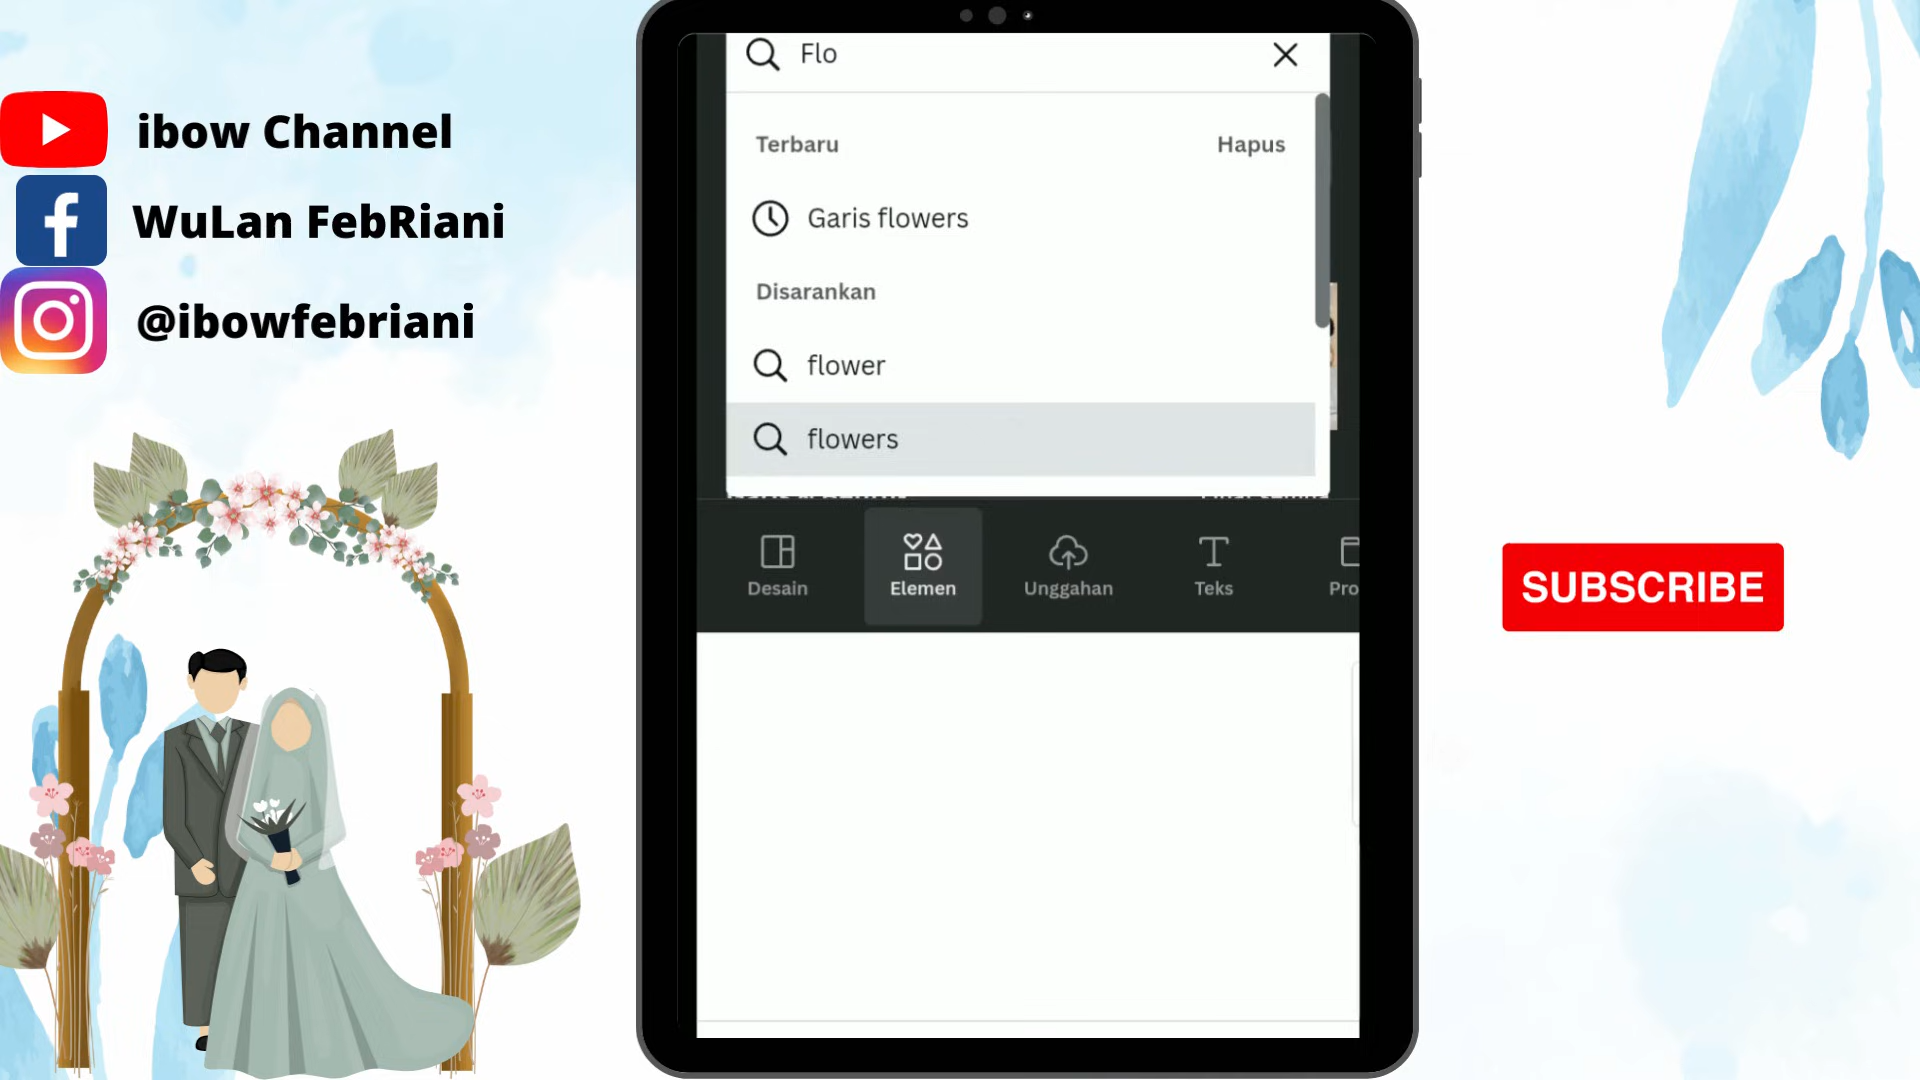 ibow Channel
WuLan FebRiani
@ibowfebriani
Flo
Terbaru
Hapus
Garis flowers
Disarankan
flower
flowers
Desain
Elemen
Unggahan
Teks
Pro
SUBSCRIBE